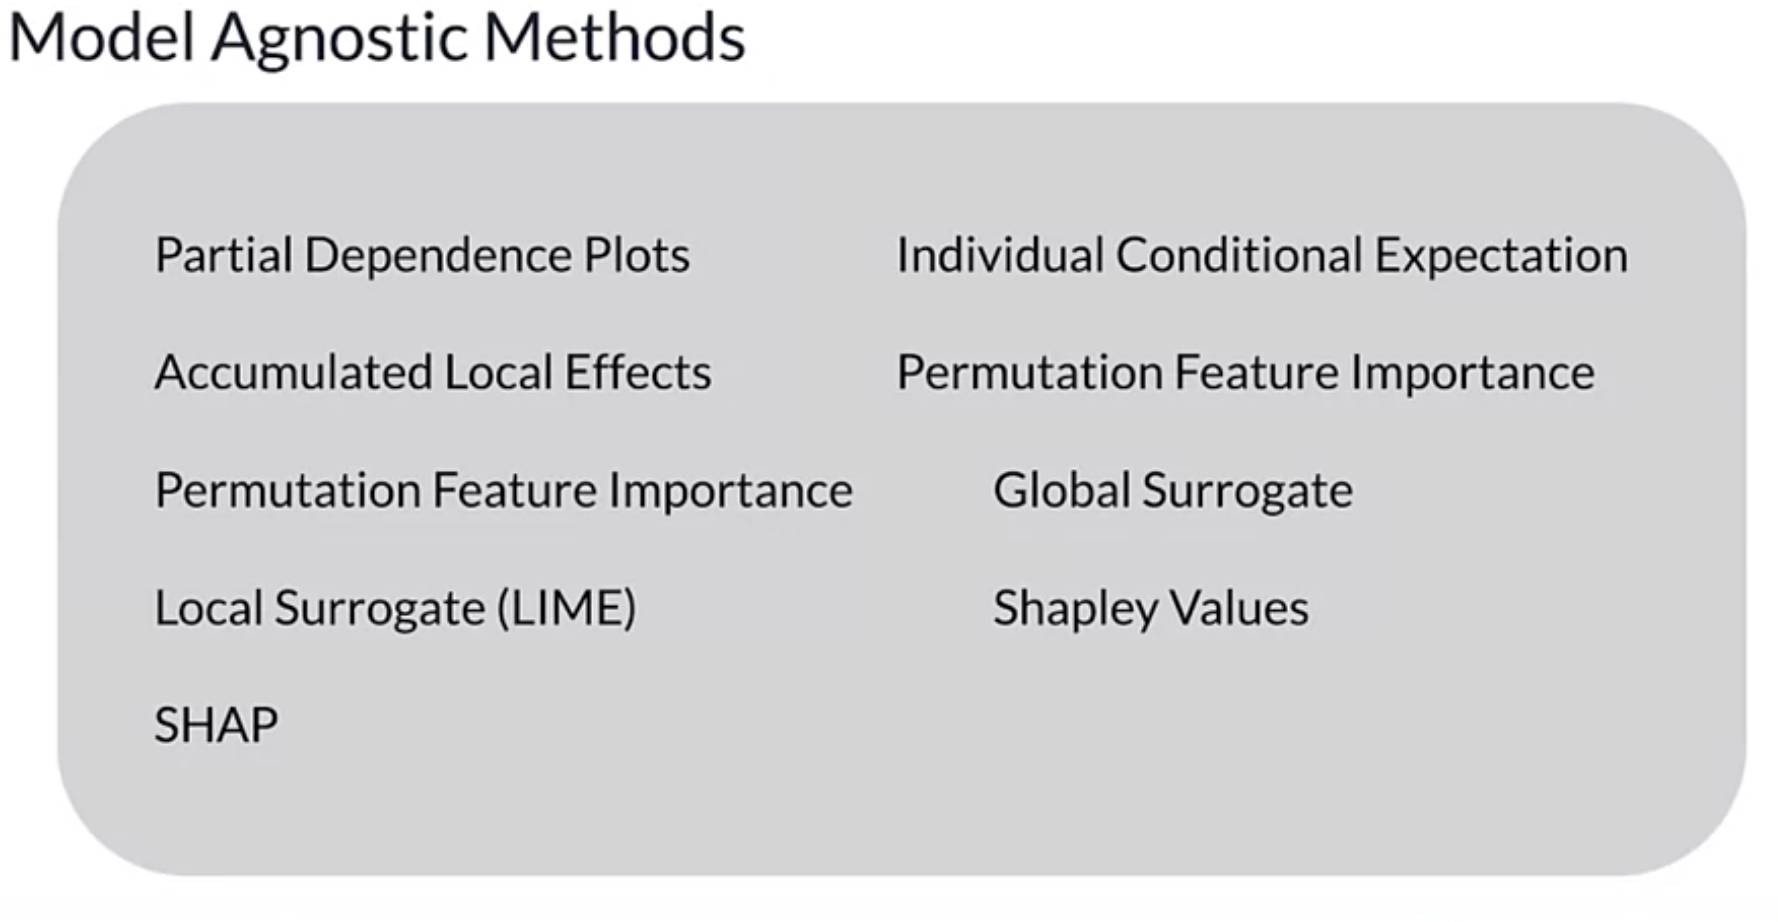 Model Agnostic Methods
Partial Dependence Plots
Individual Conditional Expectation
Accumulated Local Effects
Permutation Feature Importance
Permutation Feature Importance
Global Surrogate
Local Surrogate (LIME)
Shapley Values
SHAP